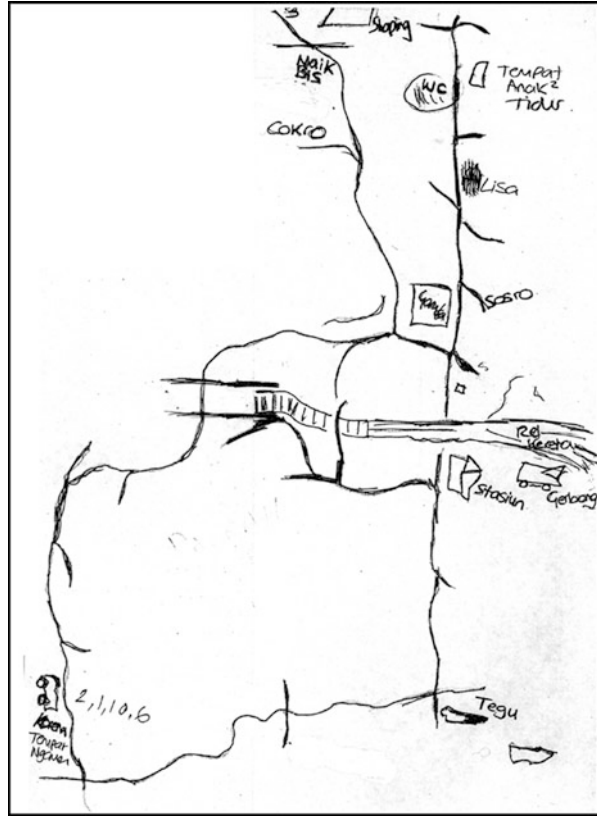 Shoping
Naik
Bis
WC
Tempat
Anak²
Tidur
Cokro
Lisa
Sosro
Rel
Kereta
Stasiun
Gerbong
2,1,10,6
Tempat
Ngamen
Tegu